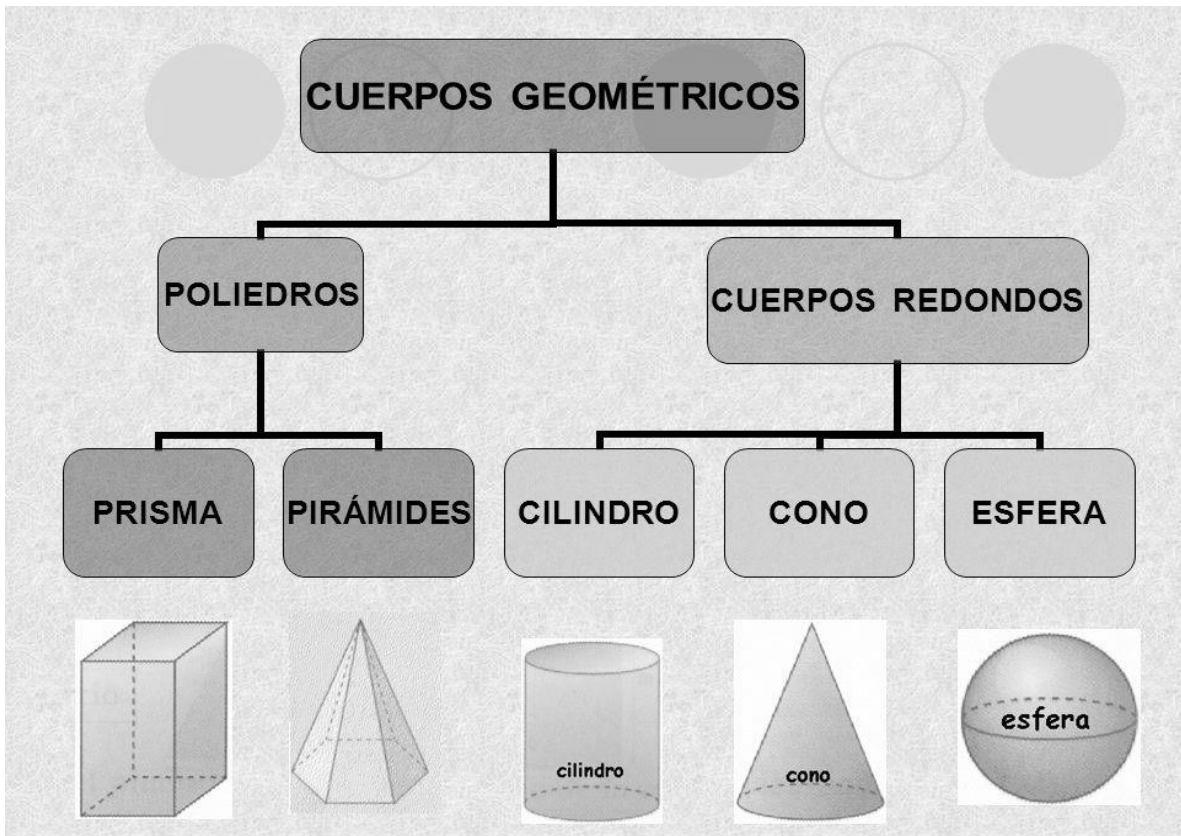 CUERPOS GEOMÉTRICOS
POLIEDROS
CUERPOS REDONDOS
PRISMA
PIRÁMIDES
CILINDRO
CONO
ESFERA
cilindro
cono
esfera